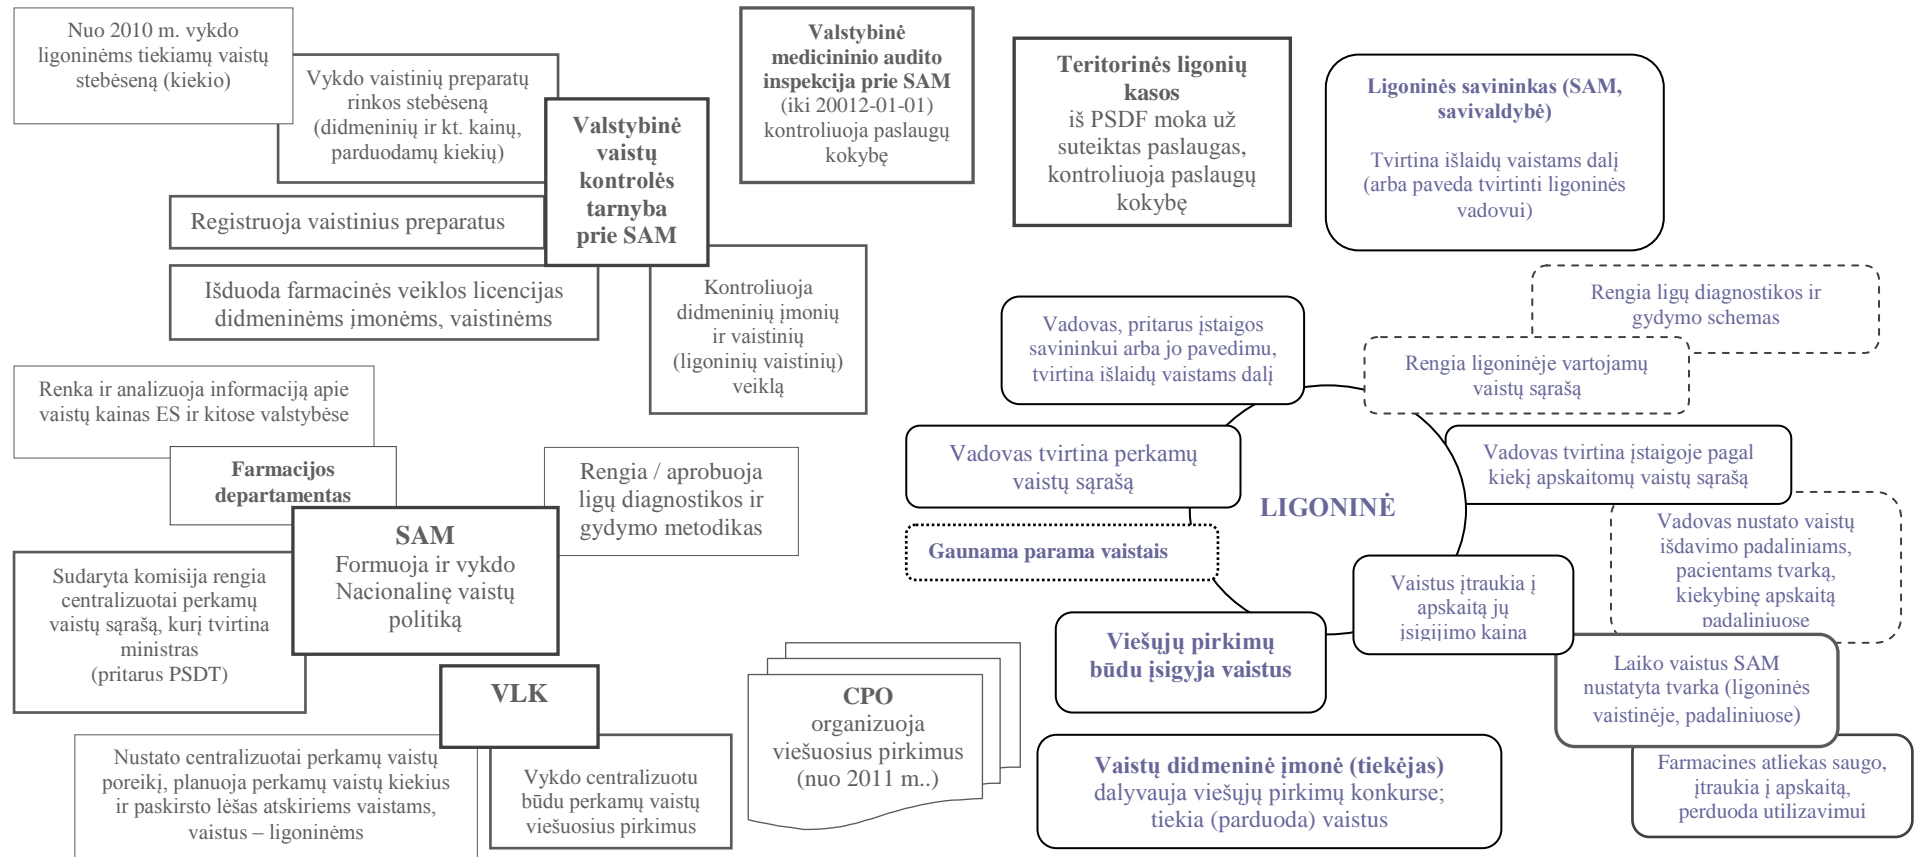 Nuo 2010 m. vykdo
ligoninėms tiekiamų vaistų
stebėseną (kiekio)
Vykdo vaistinių preparatų
rinkos stebėseną
(didmeninių ir kt. kainų,
parduodamų kiekių)
Valstybinė
vaistų
kontrolės
tarnyba
prie SAM
Registruoja vaistinius preparatus
Išduoda farmacinės veiklos licencijas
didmeninėms įmonėms, vaistinėms
Kontroliuoja
didmeninių įmonių
ir vaistinių
(ligoninių vaistinių)
veiklą
Valstybinė
medicininio audito
inspekcija prie SAM
(iki 20012-01-01)
kontroliuoja paslaugų
kokybę
Teritorinės ligonių
kasos
iš PSDF moka už
suteiktas paslaugas,
kontroliuoja paslaugų
kokybę
Ligoninės savininkas (SAM,
savivaldybė)
Tvirtina išlaidų vaistams dalį
(arba paveda tvirtinti ligoninės
vadovui)
Renka ir analizuoja informaciją apie
vaistų kainas ES ir kitose valstybėse
Farmacijos
departamentas
Rengia / aprobuoja
ligų diagnostikos ir
gydymo metodikas
SAM
Formuoja ir vykdo
Nacionalinę vaistų
politiką
Sudaryta komisija rengia
centralizuotai perkamų
vaistų sąrašą, kurį tvirtina
ministras
(pritarus PSDT)
VLK
Nustato centralizuotai perkamų vaistų
poreikį, planuoja perkamų vaistų kiekius
ir paskirsto lėšas atskiriems vaistams,
vaistus – ligoninėms
Vykdo centralizuotu
būdu perkamų vaistų
viešuosius pirkimus
CPO
organizuoja
viešuosius pirkimus
(nuo 2011 m..)
Rengia ligų diagnostikos ir
gydymo schemas
Rengia ligoninėje vartojamų
vaistų sąrašą
Vadovas, pritarus įstaigos
savininkui arba jo pavedimu,
tvirtina išlaidų vaistams dalį
Vadovas tvirtina perkamų
vaistų sąrašą
LIGONINĖ
Vadovas tvirtina įstaigoje pagal
kiekį apskaitomų vaistų sąrašą
Gaunama parama vaistais
Vadovas nustato vaistų
išdavimo padaliniams,
pacientams tvarką,
kiekybinę apskaitą
padaliniuose
Vaistus įtraukia į
apskaitą jų
įsigijimo kaina
Viešųjų pirkimų
būdu įsigyja vaistus
Laiko vaistus SAM
nustatyta tvarka (ligoninės
vaistinėje, padaliniuose)
Vaistų didmeninė įmonė (tiekėjas)
dalyvauja viešųjų pirkimų konkurse;
tiekia (parduoda) vaistus
Farmacines atliekas saugo,
įtraukia į apskaitą,
perduoda utilizavimui